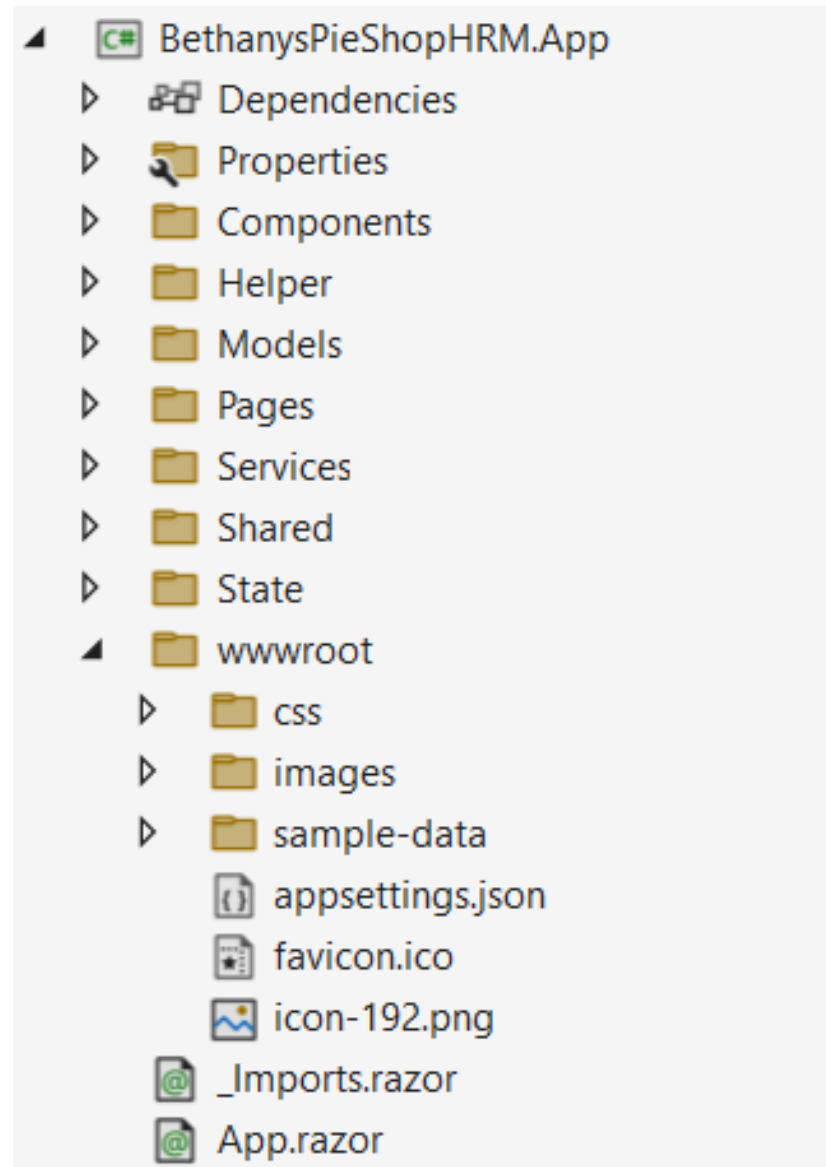 C# BethanysPieShopHRM.App
Dependencies
Properties
Components
Helper
Models
Pages
Services
Shared
State
wwwroot
css
images
sample-data
appsettings.json
favicon.ico
icon-192.png
@ _Imports.razor
@ App.razor